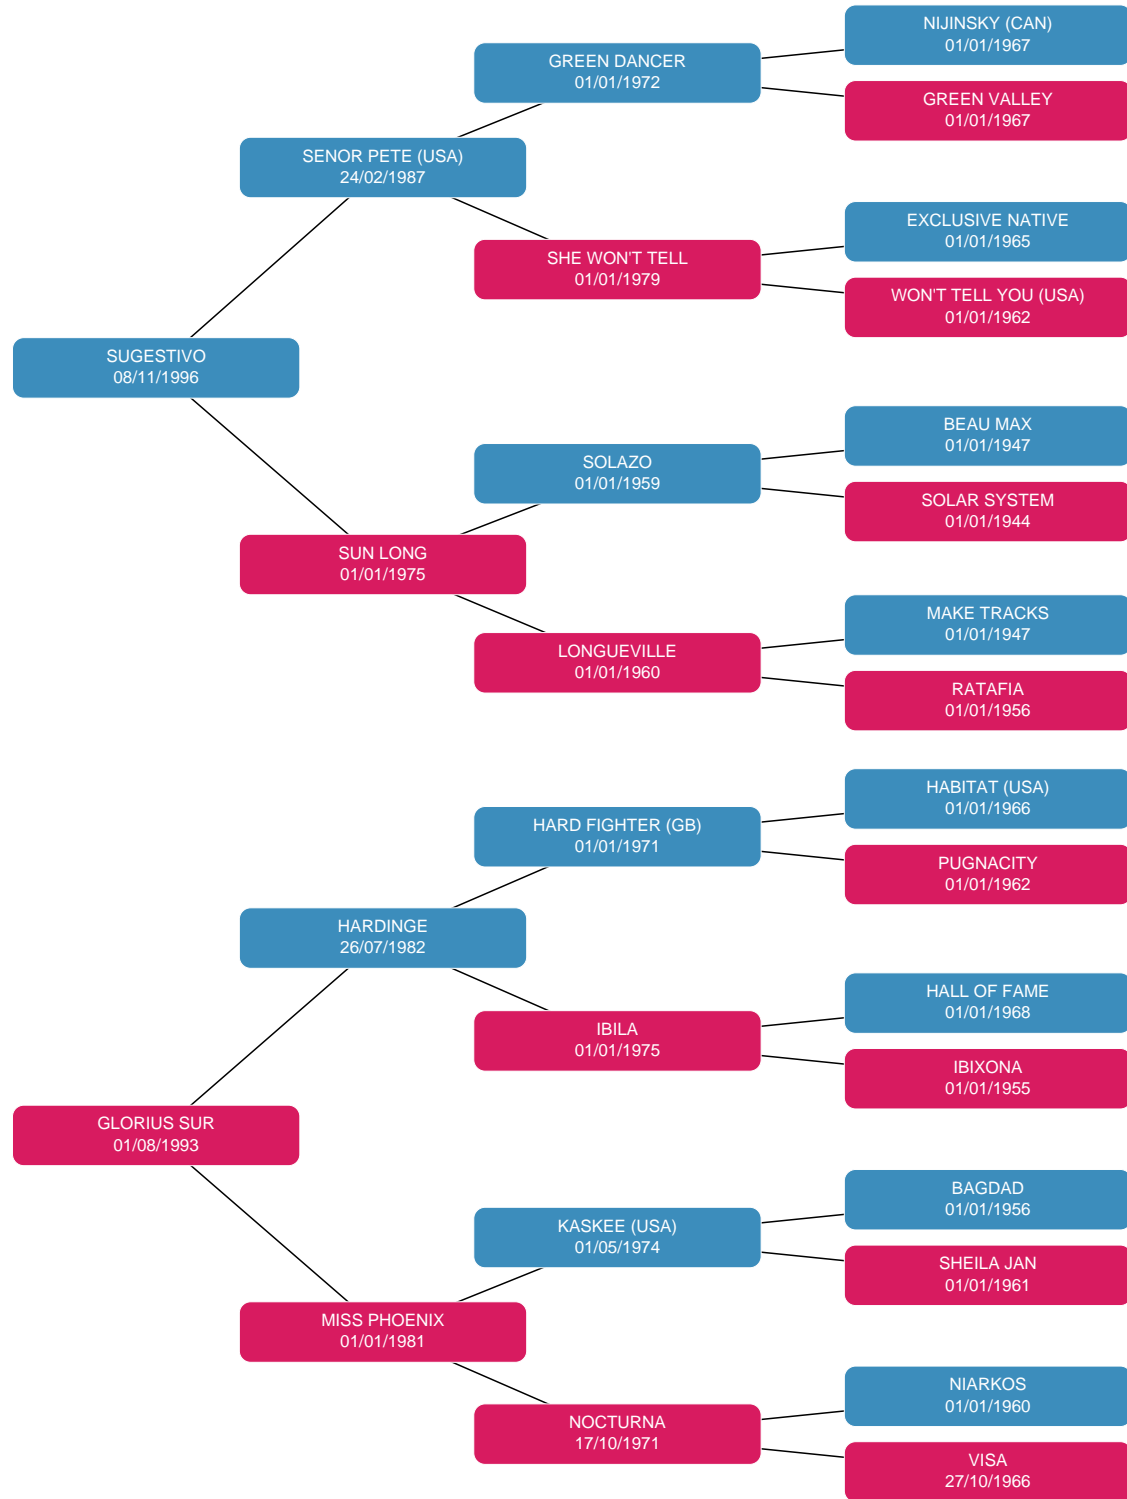 NIJINSKY (CAN)
01/01/1967
GREEN DANCER
01/01/1972
GREEN VALLEY
01/01/1967
SENOR PETE (USA)
24/02/1987
EXCLUSIVE NATIVE
01/01/1965
SHE WON'T TELL
01/01/1979
WON'T TELL YOU (USA)
01/01/1962
SUGESTIVO
08/11/1996
BEAU MAX
01/01/1947
SOLAZO
01/01/1959
SOLAR SYSTEM
01/01/1944
SUN LONG
01/01/1975
MAKE TRACKS
01/01/1947
LONGUEVILLE
01/01/1960
RATAFIA
01/01/1956
HABITAT (USA)
01/01/1966
HARD FIGHTER (GB)
01/01/1971
PUGNACITY
01/01/1962
HARDINGE
26/07/1982
HALL OF FAME
01/01/1968
IBILA
01/01/1975
IBIXONA
01/01/1955
GLORIUS SUR
01/08/1993
BAGDAD
01/01/1956
KASKEE (USA)
01/05/1974
SHEILA JAN
01/01/1961
MISS PHOENIX
01/01/1981
NIARKOS
01/01/1960
NOCTURNA
17/10/1971
VISA
27/10/1966